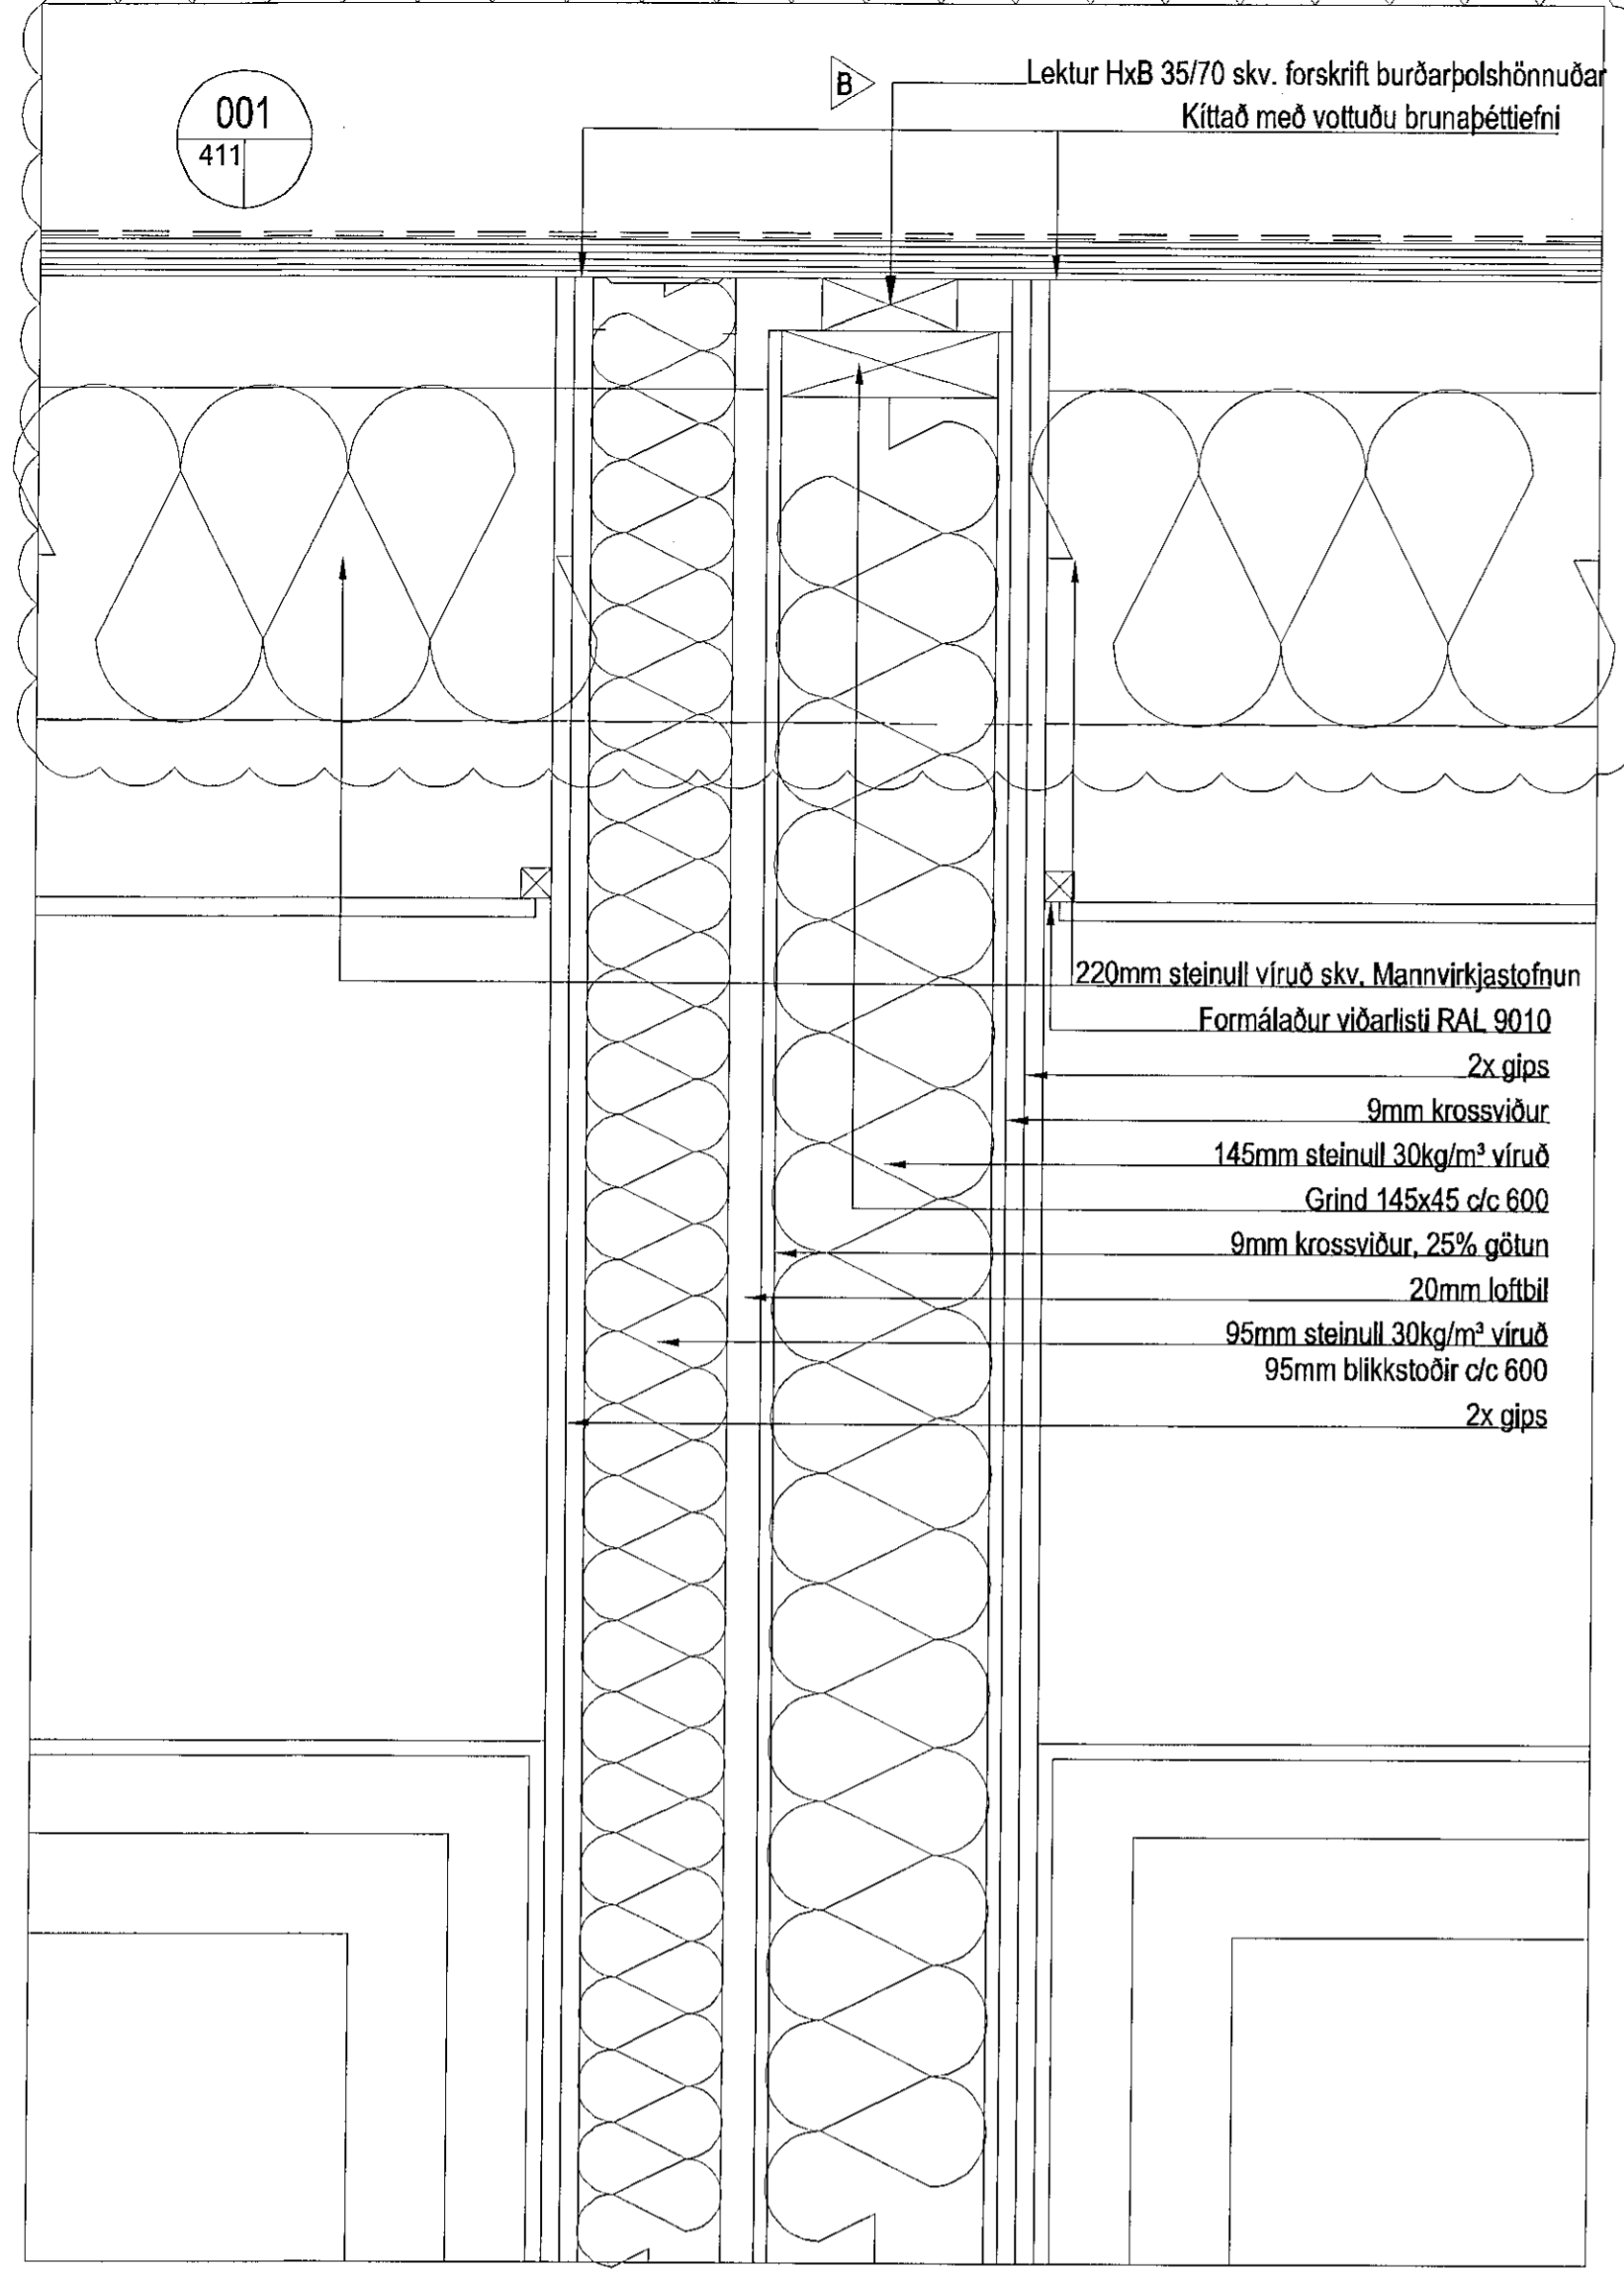 001
411
B
Lektur HxB 35/70 skv. forskrift burðarþolshönnuðar
Kíttað með vottuðu brunaþéttiefni
220mm steinull víruð skv. Mannvirkjastofnun
Formálaður viðarlisti RAL 9010
2x gips
9mm krossviður
145mm steinull 30kg/m³ víruð
Grind 145x45 c/c 600
9mm krossviður, 25% götun
20mm loftbil
95mm steinull 30kg/m³ víruð
95mm blikkstoðir c/c 600
2x gips